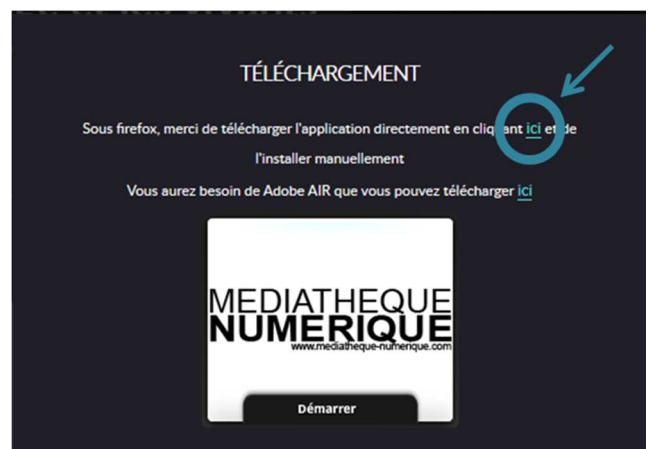 TÉLÉCHARGEMENT
Sous firefox, merci de télécharger l'application directement en cliquant ici et de
l'installer manuellement
Vous aurez besoin de Adobe AIR que vous pouvez télécharger ici
MEDIATHEQUE
NUMERIQUE
www.mediatheque-numerique.com
Démarrer